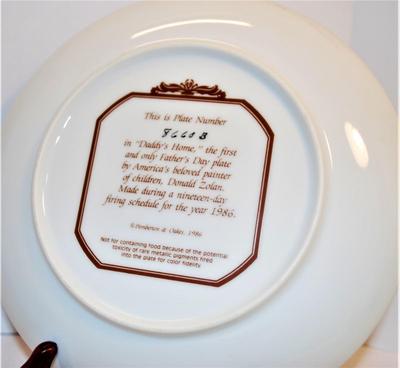 This is Plate Number
8660B
in "Daddy's Home," the first
and only Father's Day plate
by America's beloved painter
of children, Donald Zolan.
Made during a nineteen-day
firing schedule for the year 1986.
©Pemberton & Oakes, 1986
Not for containing food because of the potential
toxicity of rare metallic pigments fired
into the plate for color fidelity